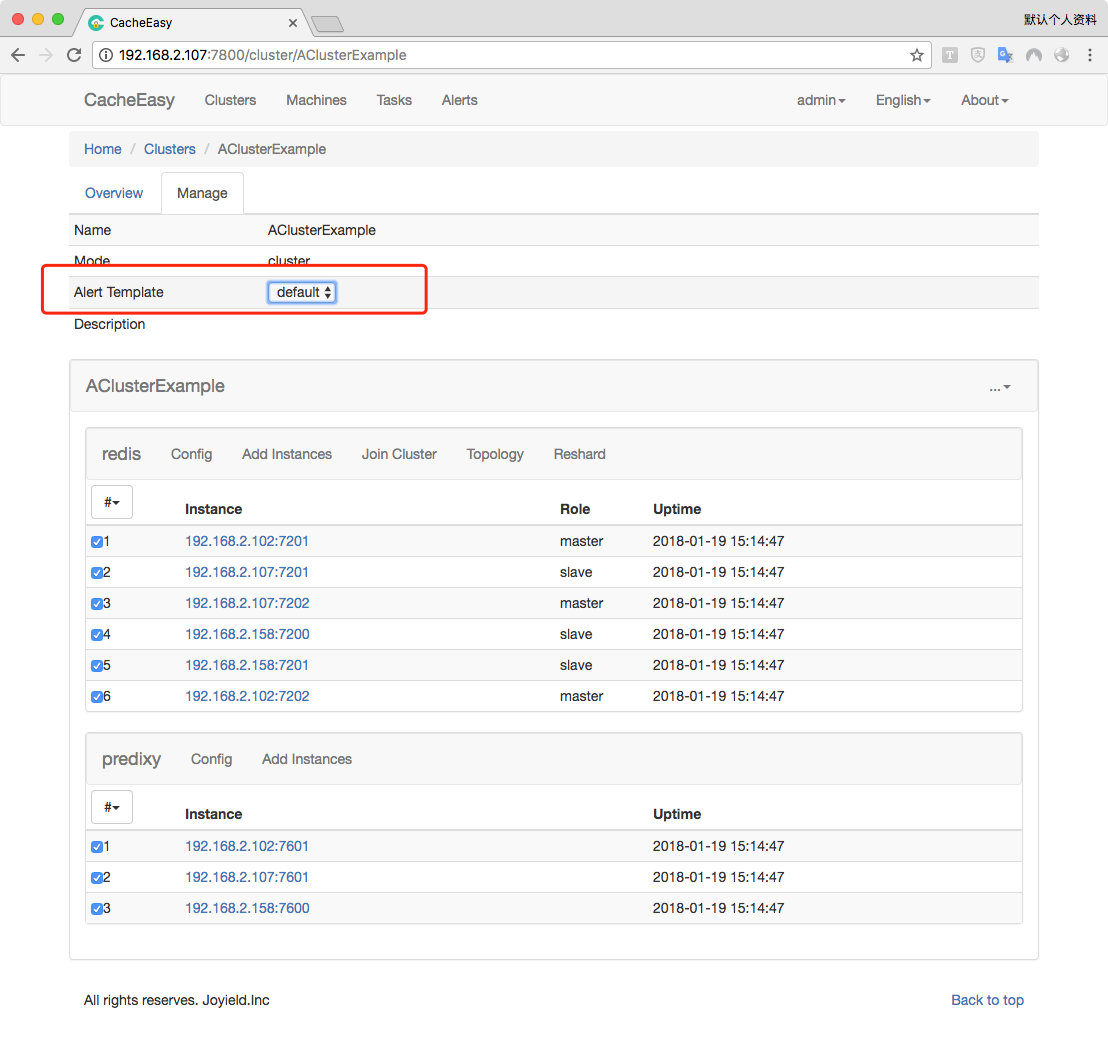 CacheEasy
默认个人资料
192.168.2.107:7800/cluster/AClusterExample
CacheEasy Clusters Machines Tasks Alerts admin English About
Home / Clusters / AClusterExample
Overview Manage
Name AClusterExample
Mode cluster
Alert Template default
Description
AClusterExample ...
redis Config Add Instances Join Cluster Topology Reshard
# Instance Role Uptime
1 192.168.2.102:7201 master 2018-01-19 15:14:47
2 192.168.2.107:7201 slave 2018-01-19 15:14:47
3 192.168.2.107:7202 master 2018-01-19 15:14:47
4 192.168.2.158:7200 slave 2018-01-19 15:14:47
5 192.168.2.158:7201 slave 2018-01-19 15:14:47
6 192.168.2.102:7202 master 2018-01-19 15:14:47
predixy Config Add Instances
# Instance Uptime
1 192.168.2.102:7601 2018-01-19 15:14:47
2 192.168.2.107:7601 2018-01-19 15:14:47
3 192.168.2.158:7600 2018-01-19 15:14:47
All rights reserves. Joyield.Inc Back to top